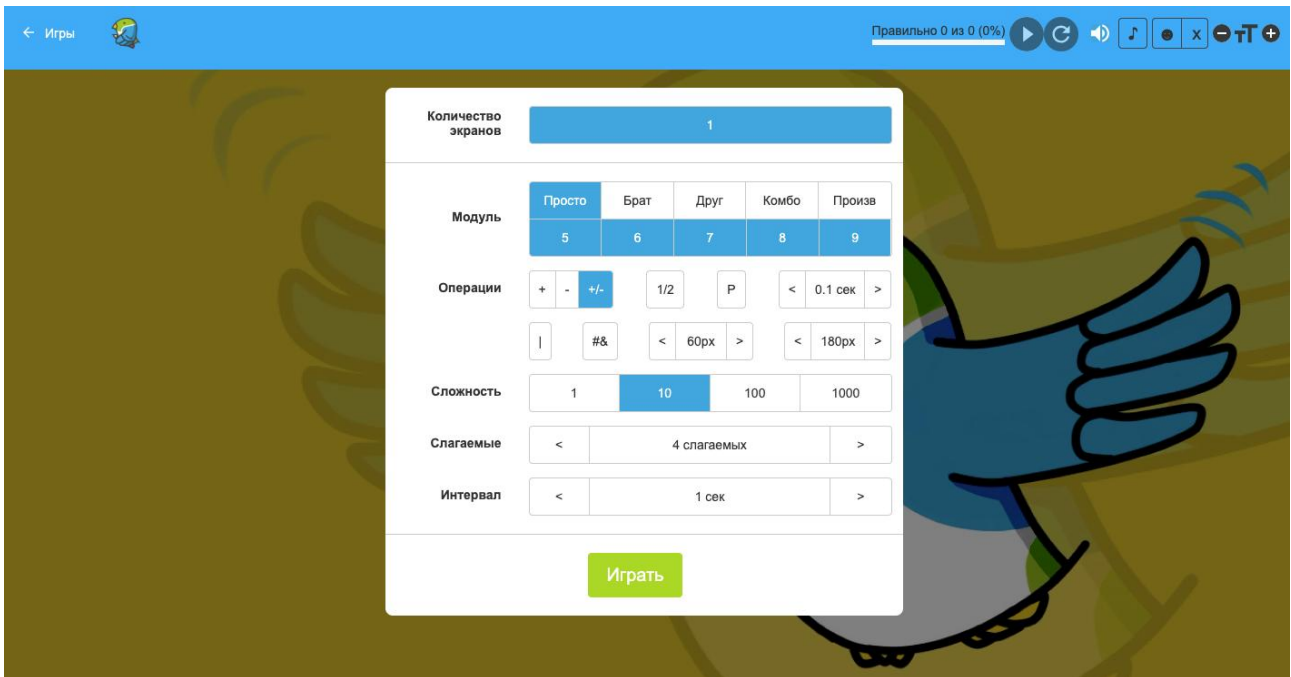 ← Игры
Правильно 0 из 0 (0%)
x
тТ
Количество экранов
1
Модуль
Просто Брат Друг Комбо Произв
5 6 7 8 9
Операции
+ - +/- 1/2 P < 0.1 сек >
| #& < 60px > < 180px >
Сложность 1 10 100 1000
Слагаемые < 4 слагаемых >
Интервал < 1 сек >
Играть